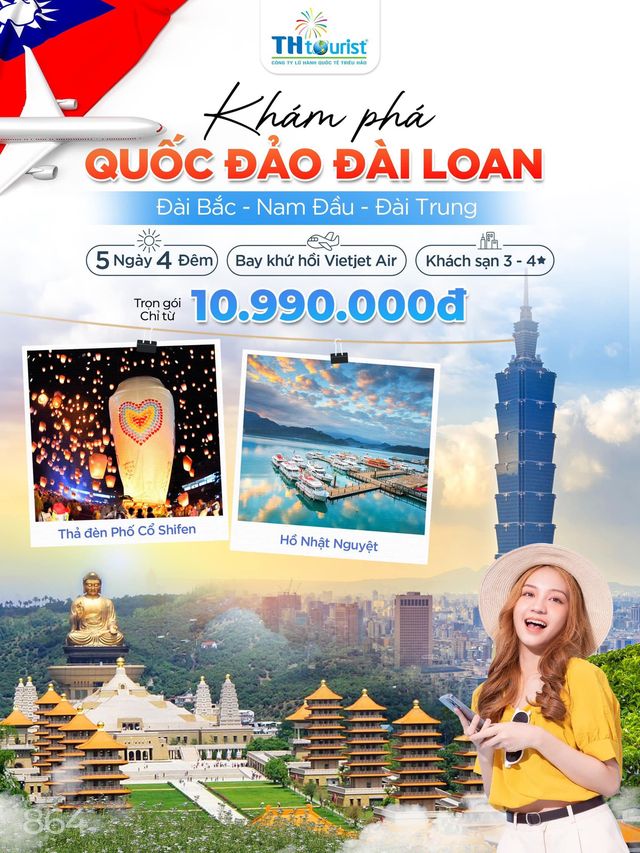 THtourist®
CÔNG TY LỮ HÀNH QUỐC TẾ TRIỀU HẢO
Khám phá
QUỐC ĐẢO ĐÀI LOAN
Đài Bắc - Nam Đầu - Đài Trung
5 Ngày 4 Đêm
Bay khứ hồi Vietjet Air
Khách sạn 3 - 4★
Trọn gói
Chỉ từ
10.990.000đ
Thả đèn Phố Cổ Shifen
Hồ Nhật Nguyệt
864